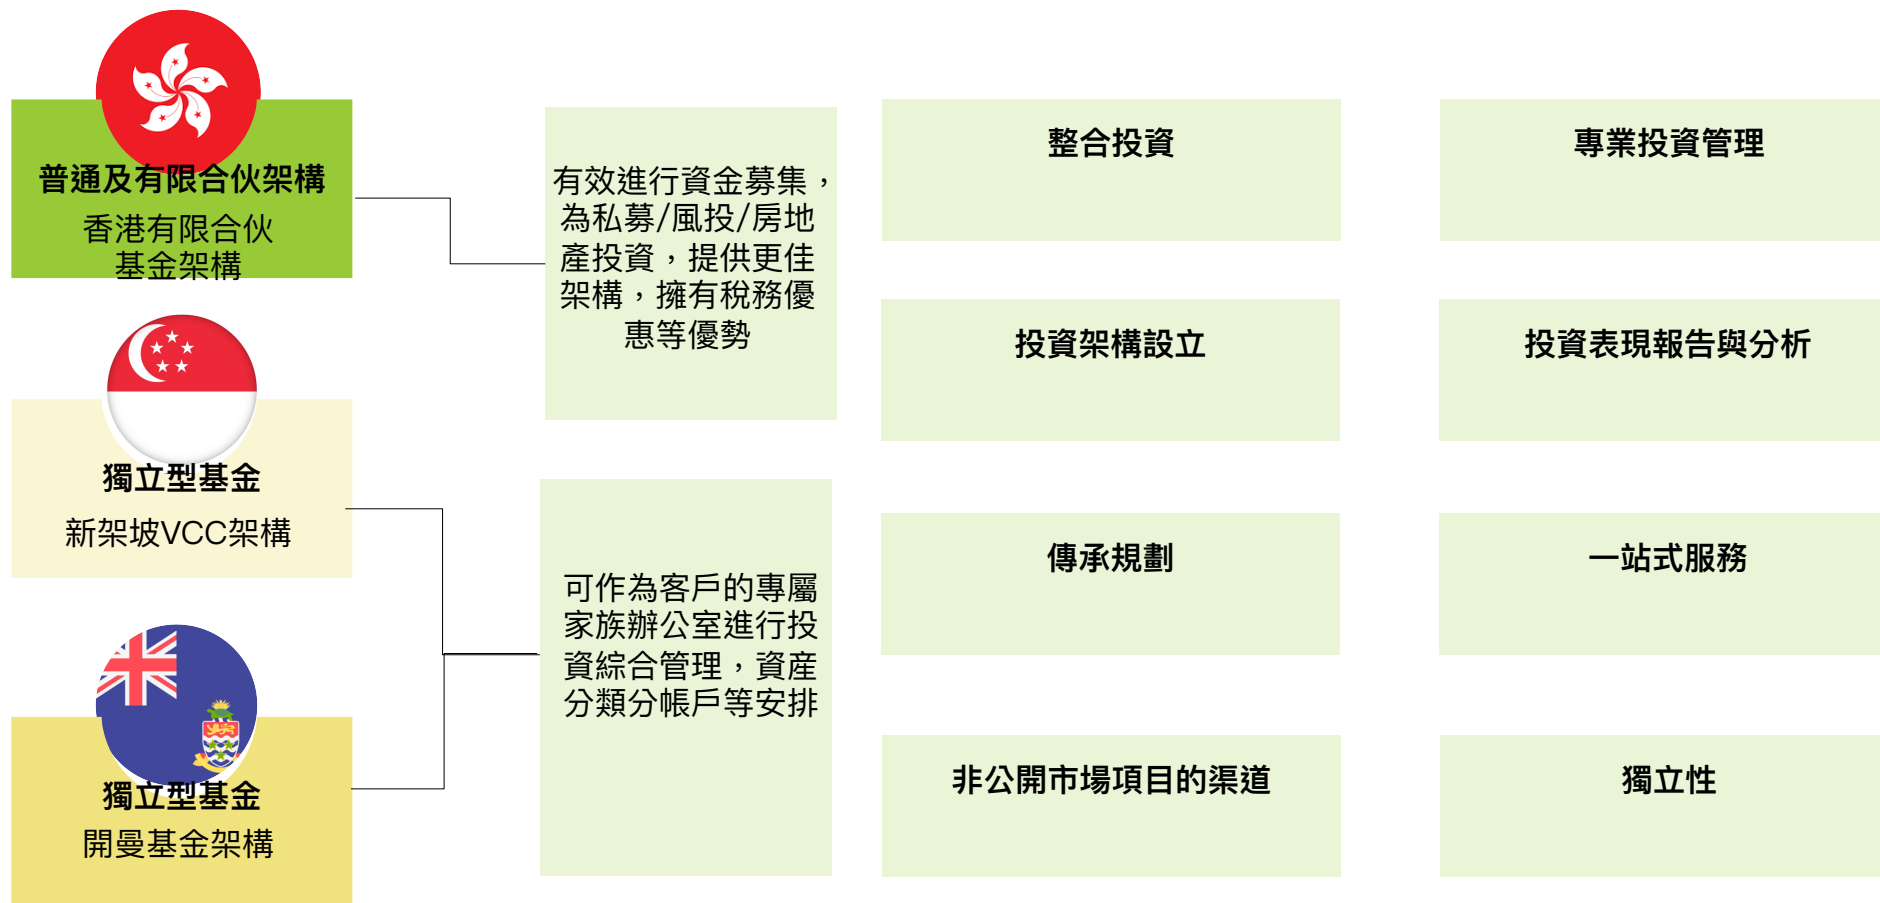 普通及有限合伙架構
香港有限合伙
基金架構
獨立型基金
新架坡VCC架構
獨立型基金
開曼基金架構
有效進行資金募集，
為私募/風投/房地
產投資，提供更佳
架構，擁有稅務優
惠等優勢
可作為客戶的專屬
家族辦公室進行投
資綜合管理，資產
分類分帳戶等安排
整合投資
專業投資管理
投資架構設立
投資表現報告與分析
傳承規劃
一站式服務
非公開市場項目的渠道
獨立性